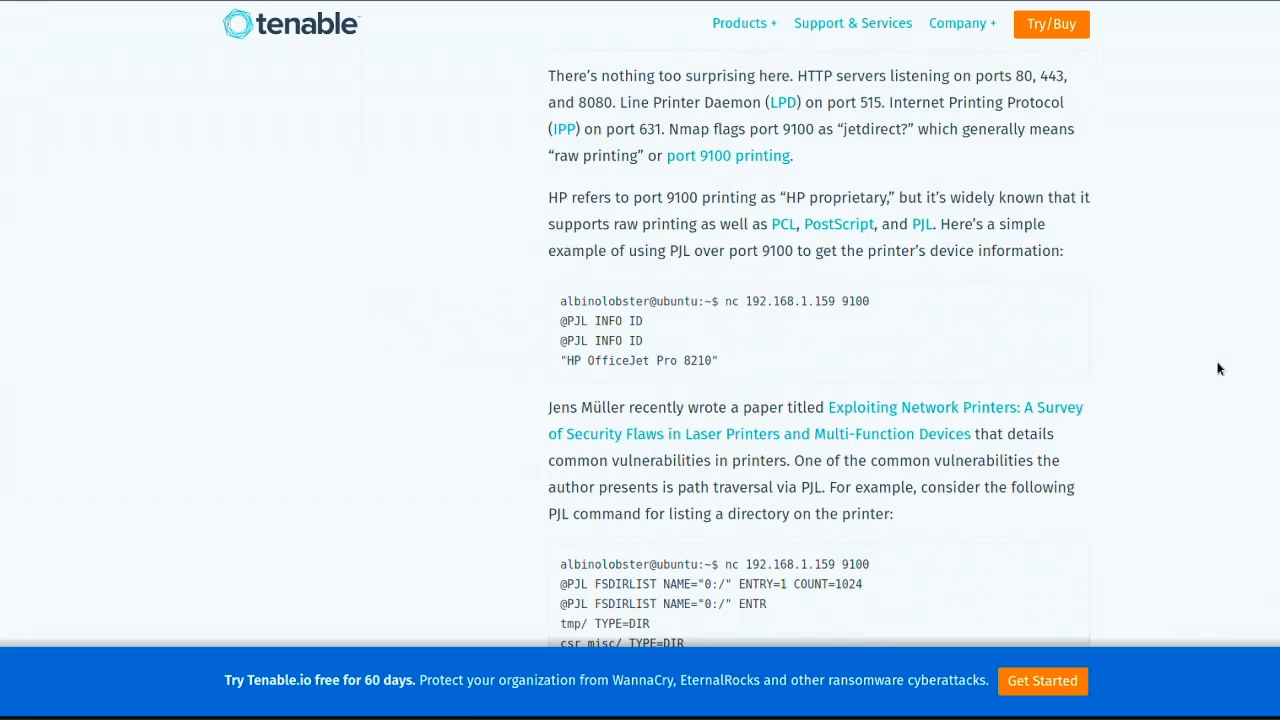 tenable
Products +
Support & Services
Company +
Try/Buy
There’s nothing too surprising here. HTTP servers listening on ports 80, 443,
and 8080. Line Printer Daemon (LPD) on port 515. Internet Printing Protocol
(IPP) on port 631. Nmap flags port 9100 as “jetdirect?” which generally means
“raw printing” or port 9100 printing.
HP refers to port 9100 printing as “HP proprietary,” but it’s widely known that it
supports raw printing as well as PCL, PostScript, and PJL. Here’s a simple
example of using PJL over port 9100 to get the printer’s device information:
albinolobster@ubuntu:~$ nc 192.168.1.159 9100
@PJL INFO ID
@PJL INFO ID
"HP OfficeJet Pro 8210"
Jens Müller recently wrote a paper titled Exploiting Network Printers: A Survey
of Security Flaws in Laser Printers and Multi-Function Devices that details
common vulnerabilities in printers. One of the common vulnerabilities the
author presents is path traversal via PJL. For example, consider the following
PJL command for listing a directory on the printer:
albinolobster@ubuntu:~$ nc 192.168.1.159 9100
@PJL FSDIRLIST NAME="0:/" ENTRY=1 COUNT=1024
@PJL FSDIRLIST NAME="0:/" ENTR
tmp/ TYPE=DIR
csr_misc/ TYPE=DIR
Try Tenable.io free for 60 days. Protect your organization from WannaCry, EternalRocks and other ransomware cyberattacks.
Get Started